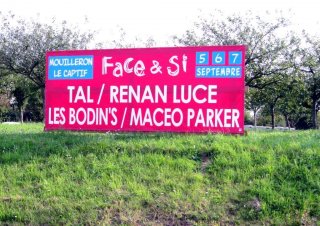 MOUILLERON
LE CAPTIF
Face & Si
5 6 7
SEPTEMBRE
TAL / RENAN LUCE
LES BODIN'S / MACEO PARKER